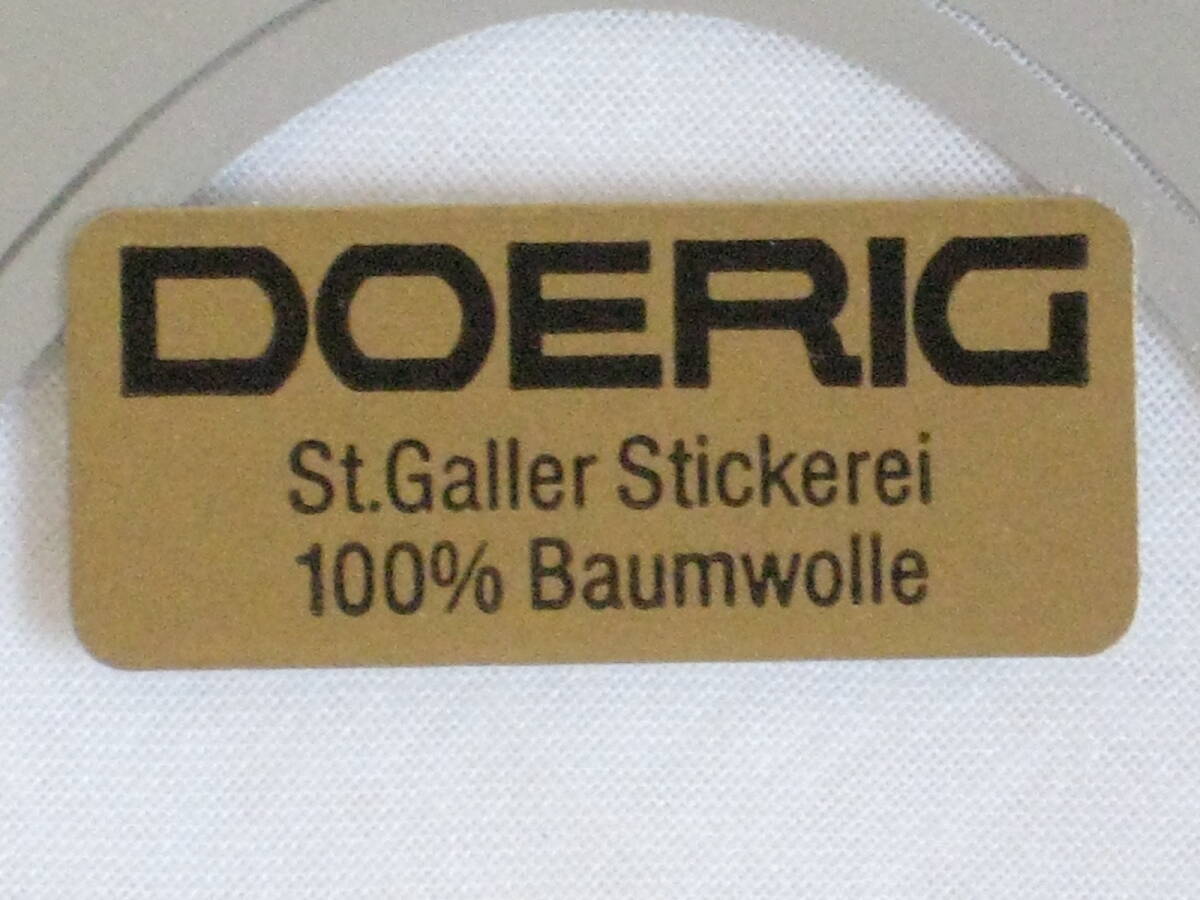 DOERIG
St.Galler Stickerei
100% Baumwolle